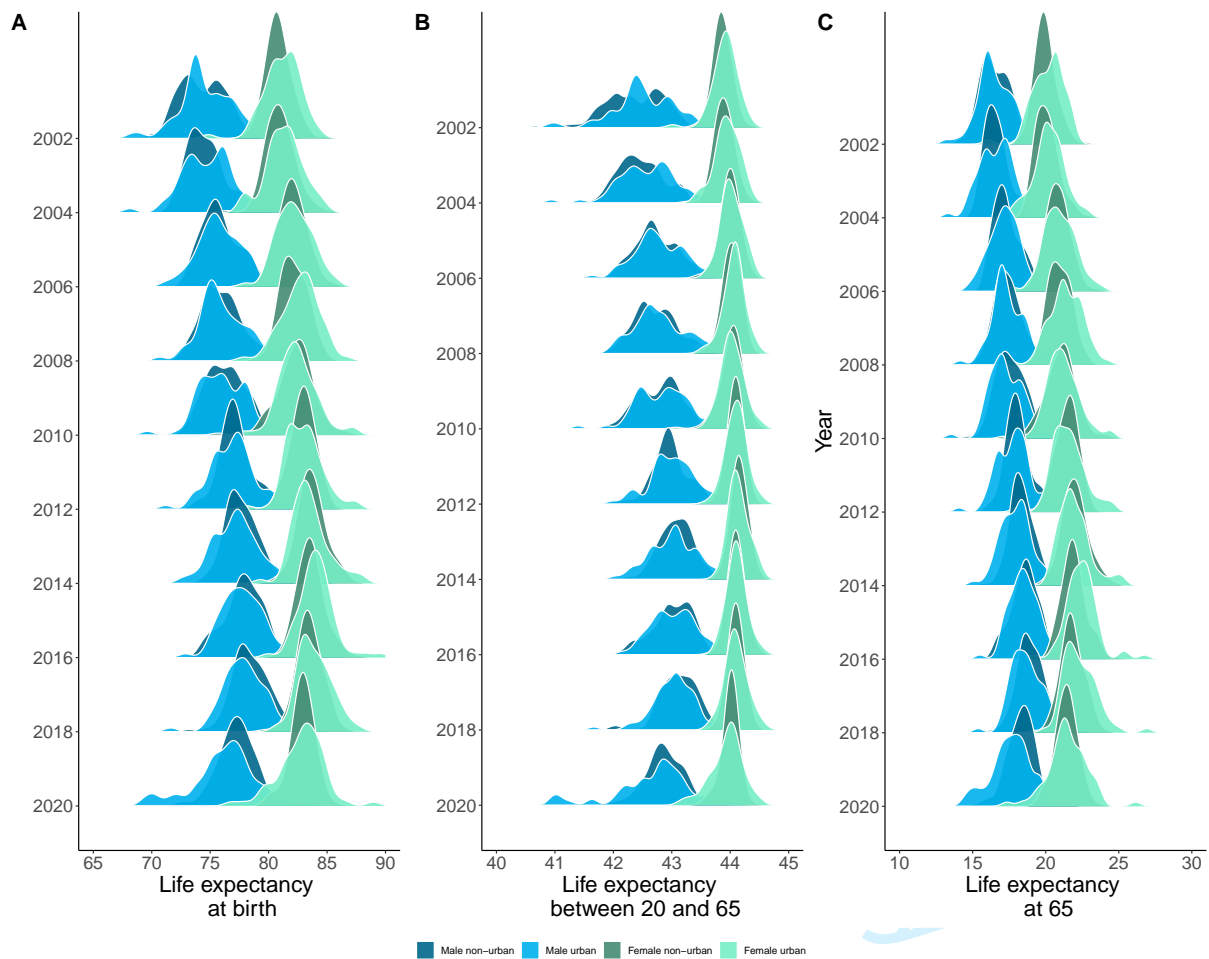 A
B
C
2002
2004
2006
2008
2010
2012
2014
2016
2018
2020
65 70 75 80 85 90
Life expectancy
at birth
2002
2004
2006
2008
2010
2012
2014
2016
2018
2020
40 41 42 43 44 45
Life expectancy
between 20 and 65
Year
2002
2004
2006
2008
2010
2012
2014
2016
2018
2020
10 15 20 25 30
Life expectancy
at 65
Male non−urban Male urban Female non−urban Female urban